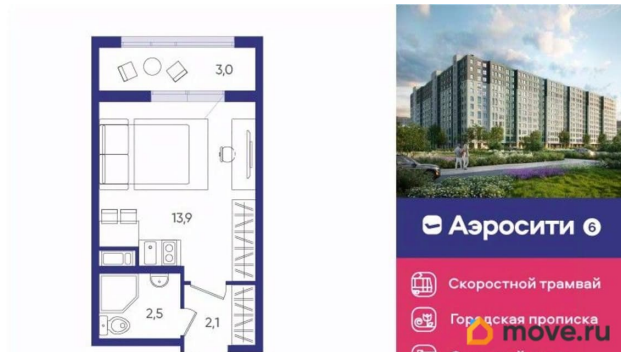 3,0
13,9
2,5
2,1
Аэросити 6
Скоростной трамвай
Городская прописка
move.ru